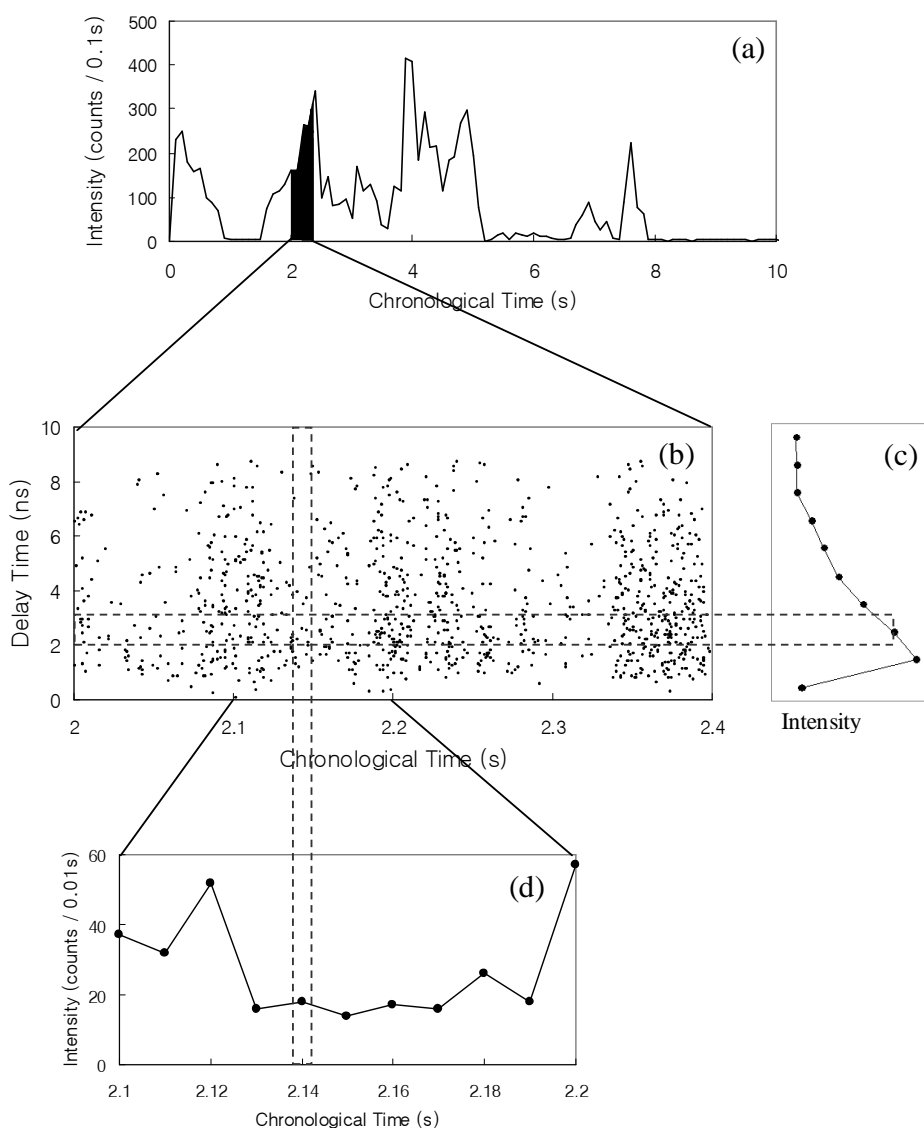 (a)
Intensity (counts / 0.1s)
500
400
300
200
100
0
0 2 4 6 8 10
Chronological Time (s)
(b)
Delay Time (ns)
10
8
6
4
2
0
2 2.1 2.2 2.3 2.4
Chronological Time (s)
(c)
Intensity
(d)
Intensity (counts / 0.01s)
60
40
20
0
2.1 2.12 2.14 2.16 2.18 2.2
Chronological Time (s)